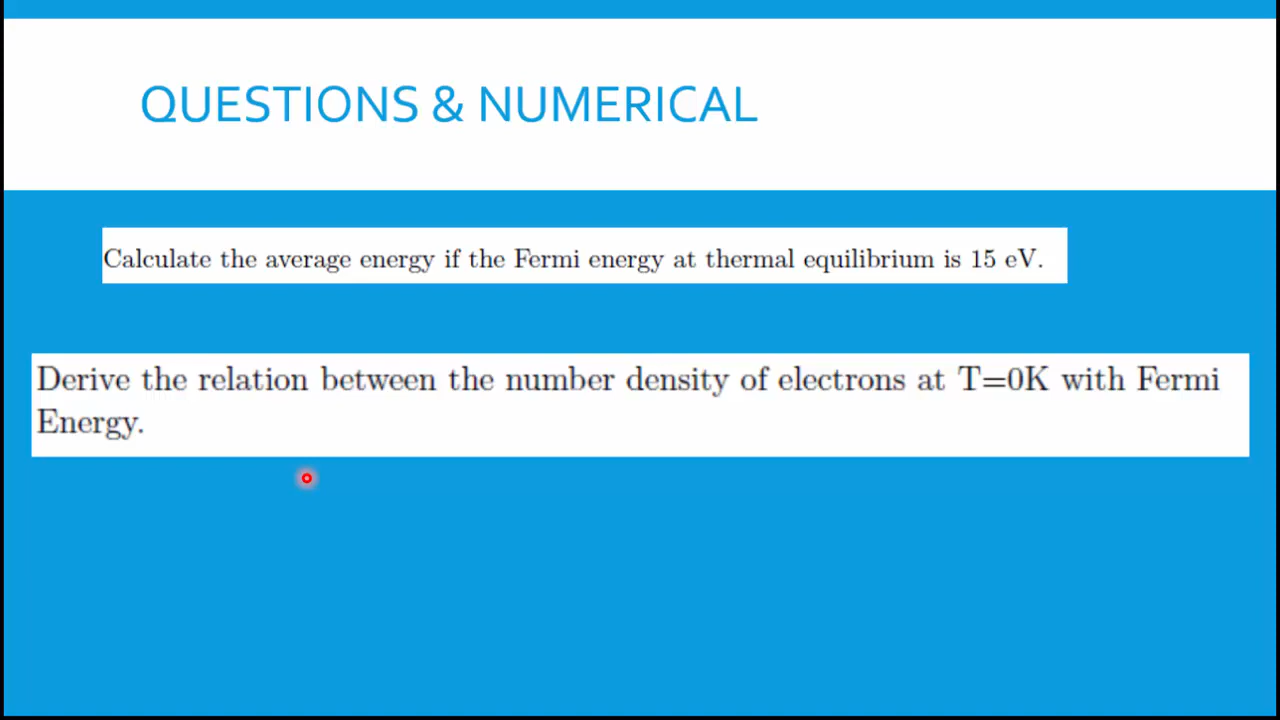 QUESTIONS & NUMERICAL
Calculate the average energy if the Fermi energy at thermal equilibrium is 15 eV.
Derive the relation between the number density of electrons at T=0K with Fermi
Energy.